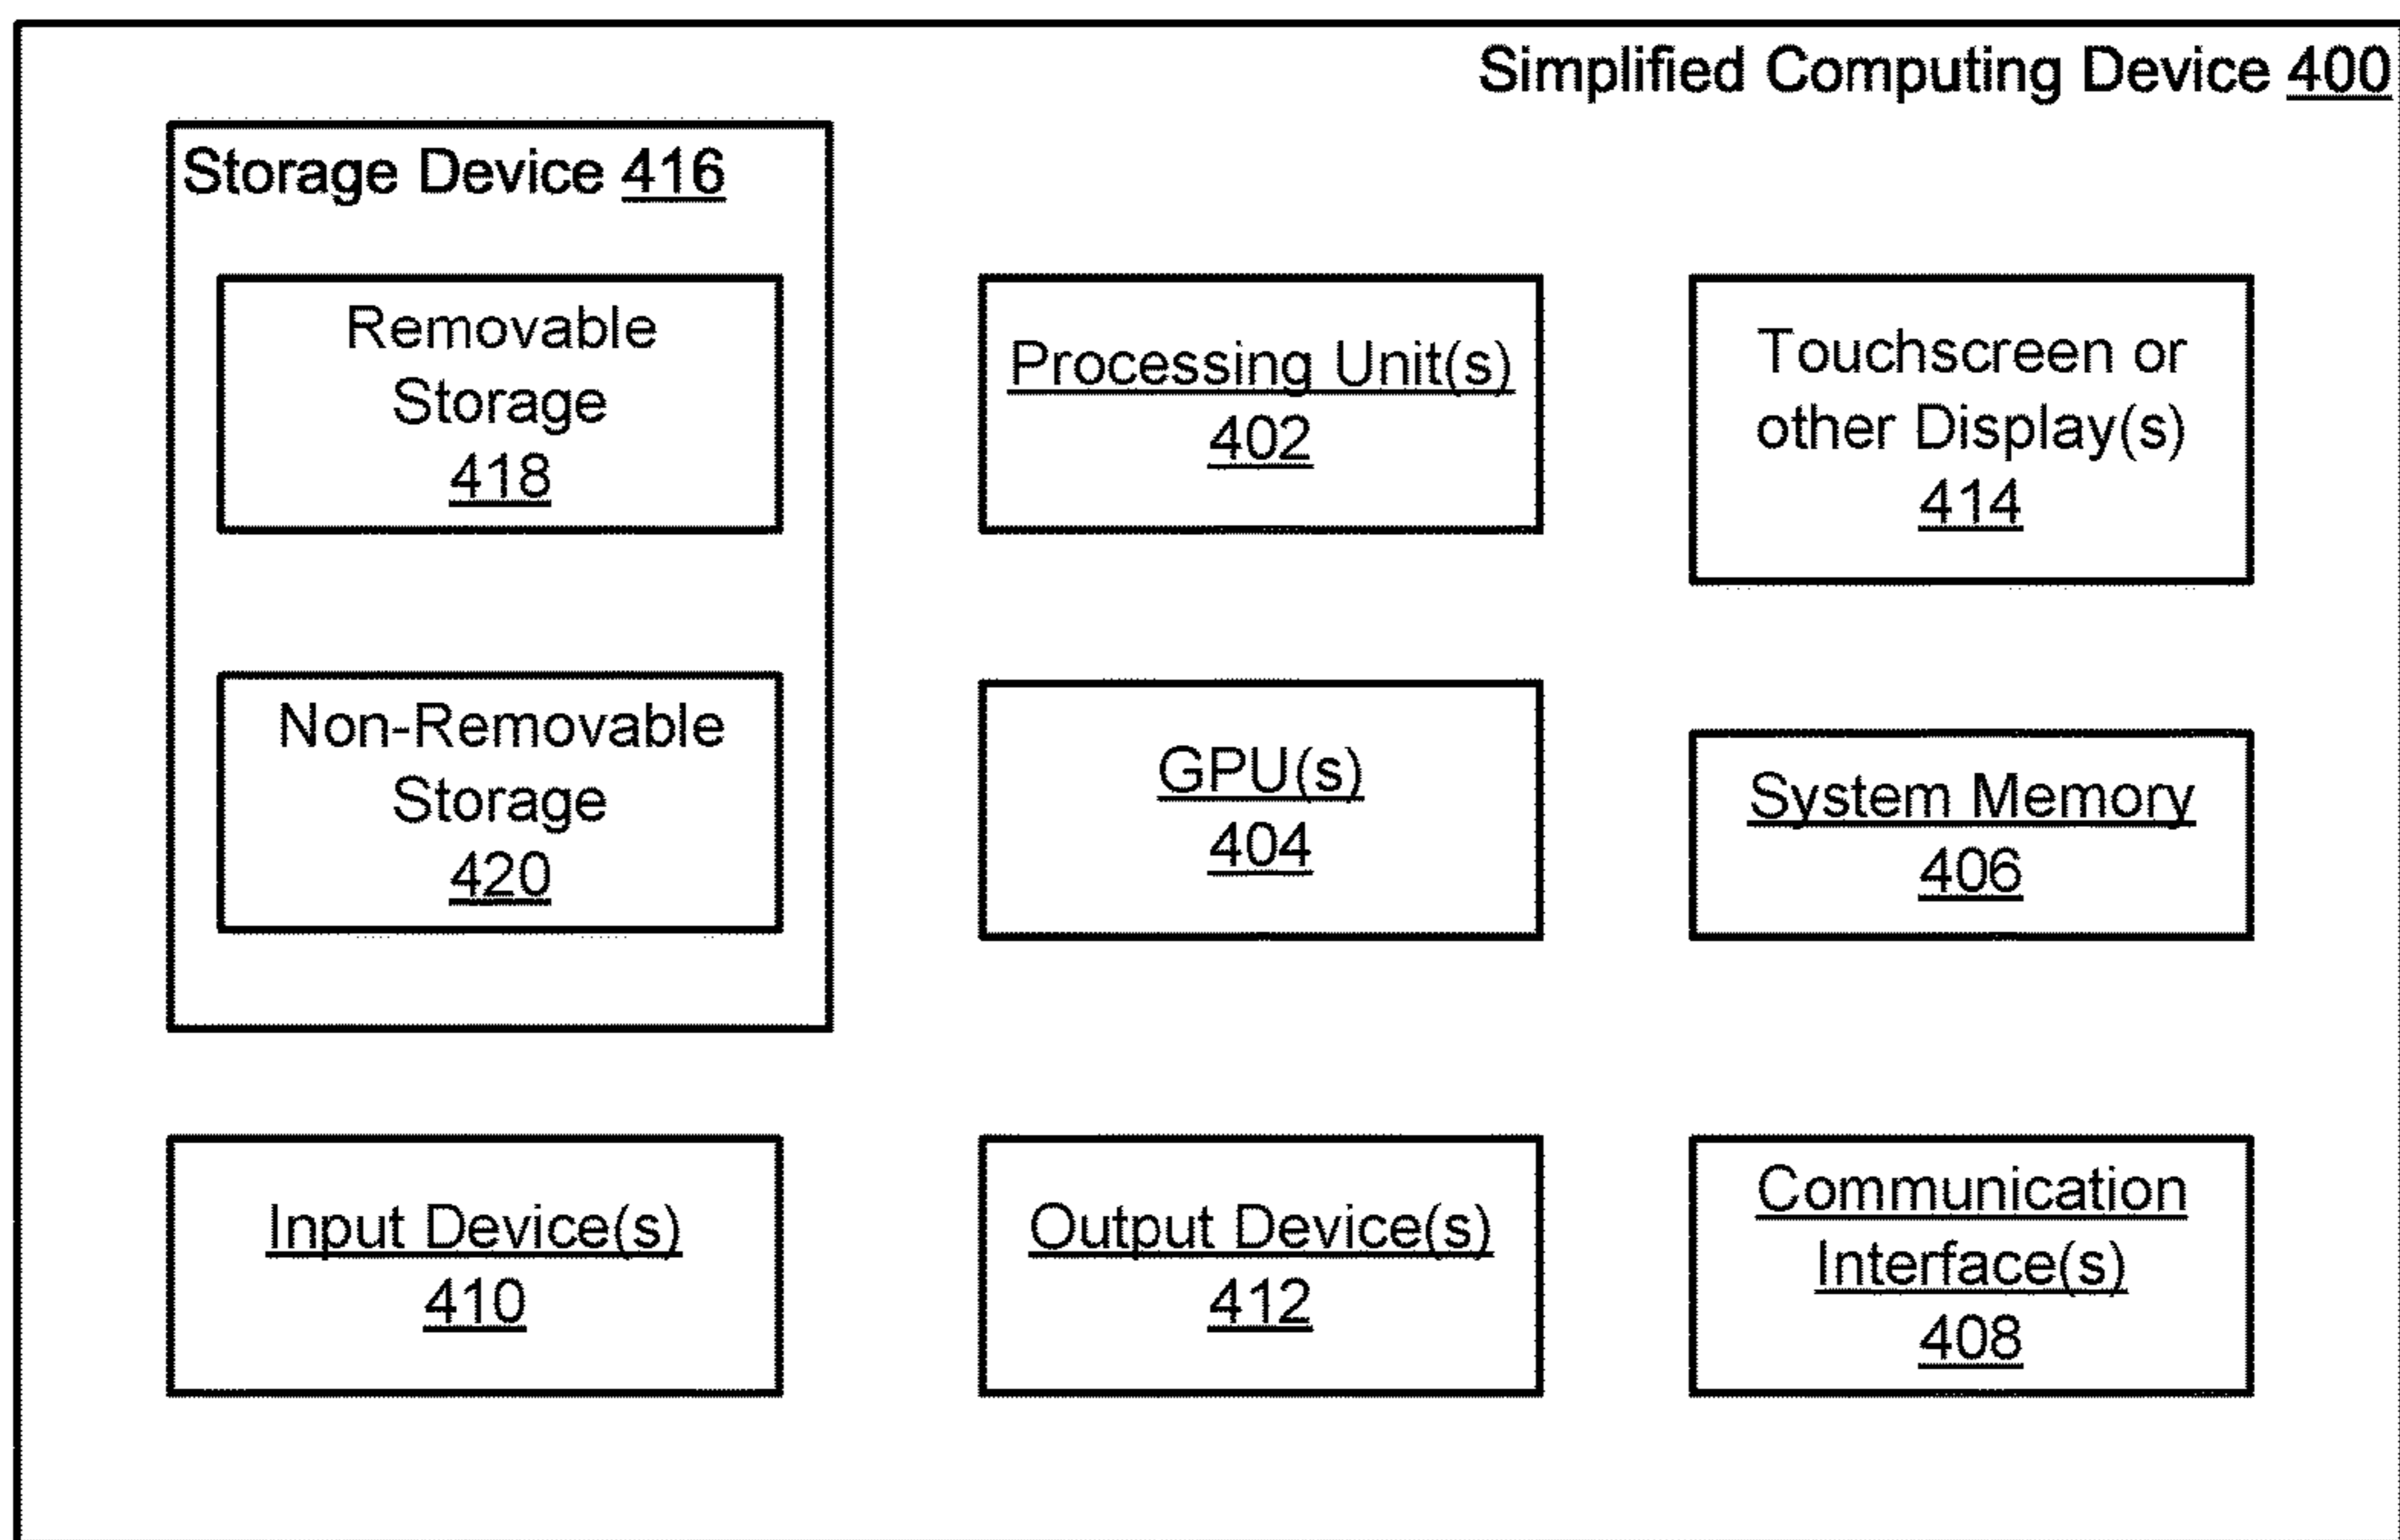 Simplified Computing Device 400
Storage Device 416
Removable
Storage
418
Processing Unit(s)
402
Touchscreen or
other Display(s)
414
Non-Removable
Storage
420
GPU(s)
404
System Memory
406
Input Device(s)
410
Output Device(s)
412
Communication
Interface(s)
408